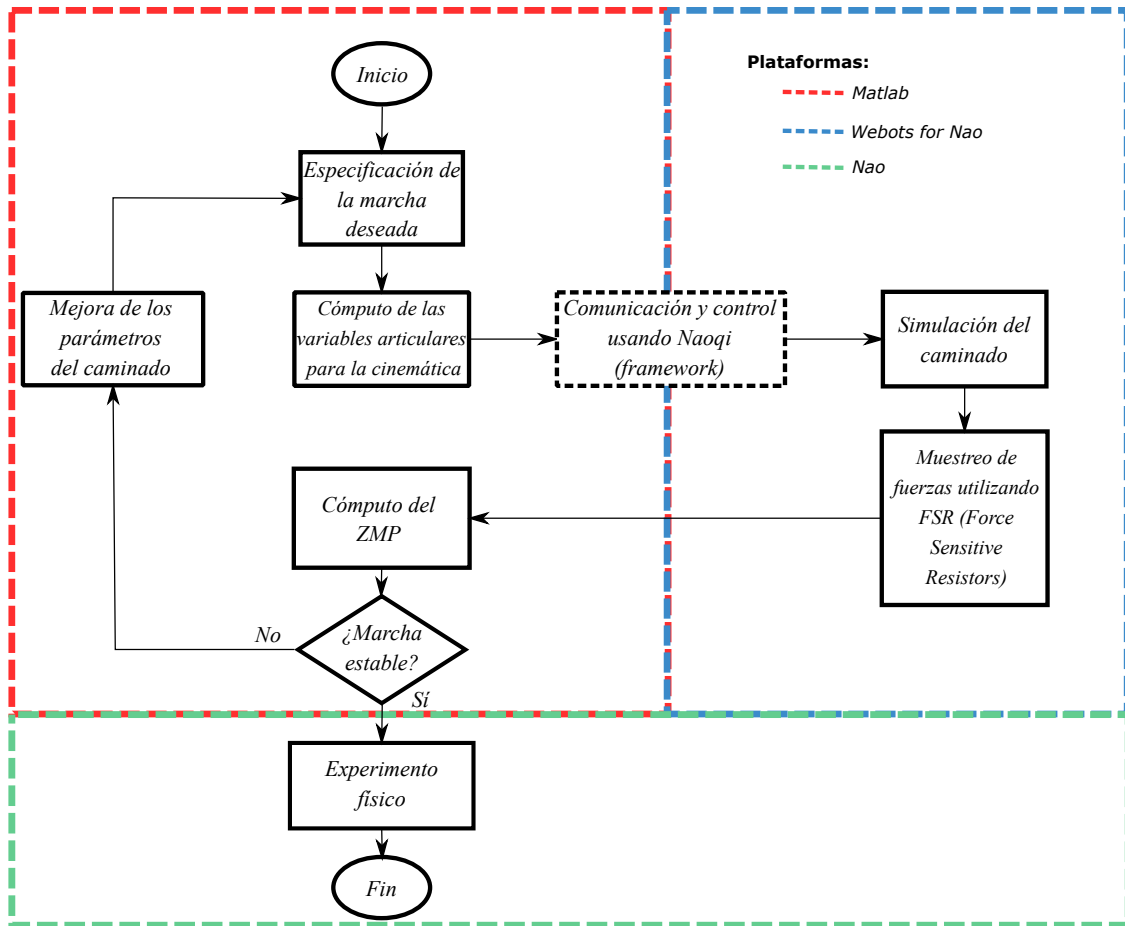 Inicio
Plataformas:
Matlab
Webots for Nao
Nao
Especificación de
la marcha
deseada
Mejora de los
parámetros
del caminado
Cómputo de las
variables articulares
para la cinemática
Comunicación y control
usando Naoqi
(framework)
Simulación del
caminado
Muestreo de
fuerzas utilizando
FSR (Force
Sensitive
Resistors)
Cómputo del
ZMP
¿Marcha
estable?
No
Sí
Experimento
físico
Fin